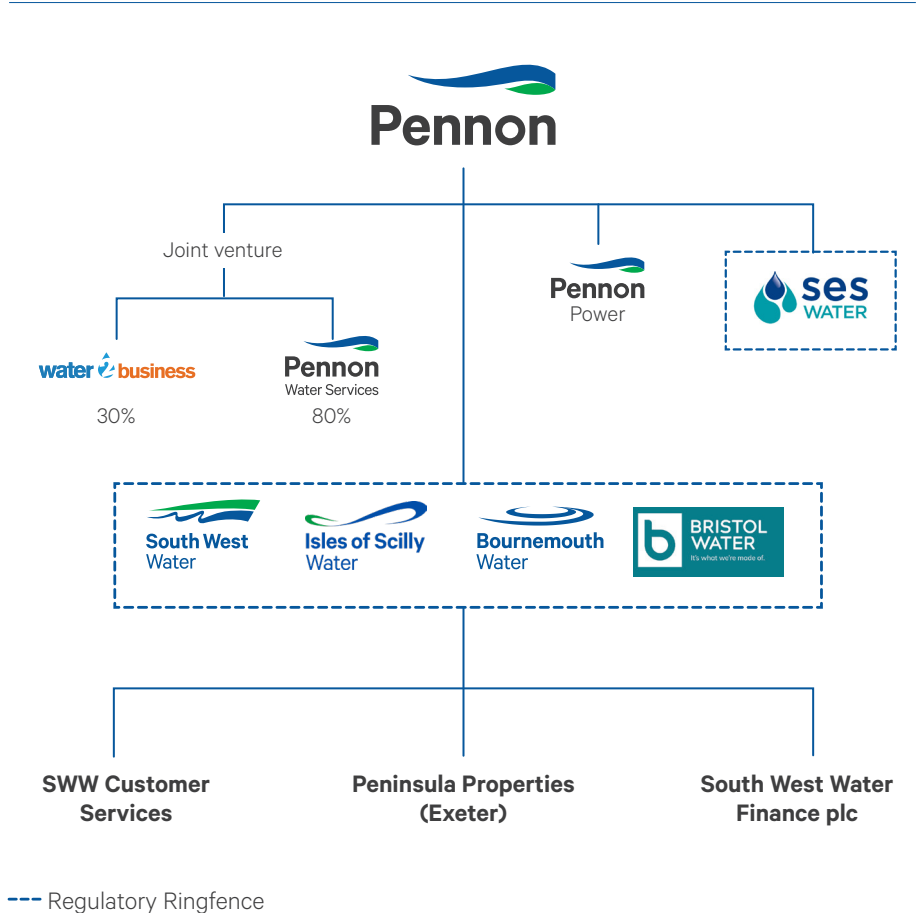 Pennon
Joint venture
Pennon
Power
ses
WATER
water2business
30%
Pennon
Water Services
80%
South West
Water
Isles of Scilly
Water
Bournemouth
Water
b
BRISTOL
WATER
It's what we're made of.
SWW Customer
Services
Peninsula Properties
(Exeter)
South West Water
Finance plc
Regulatory Ringfence